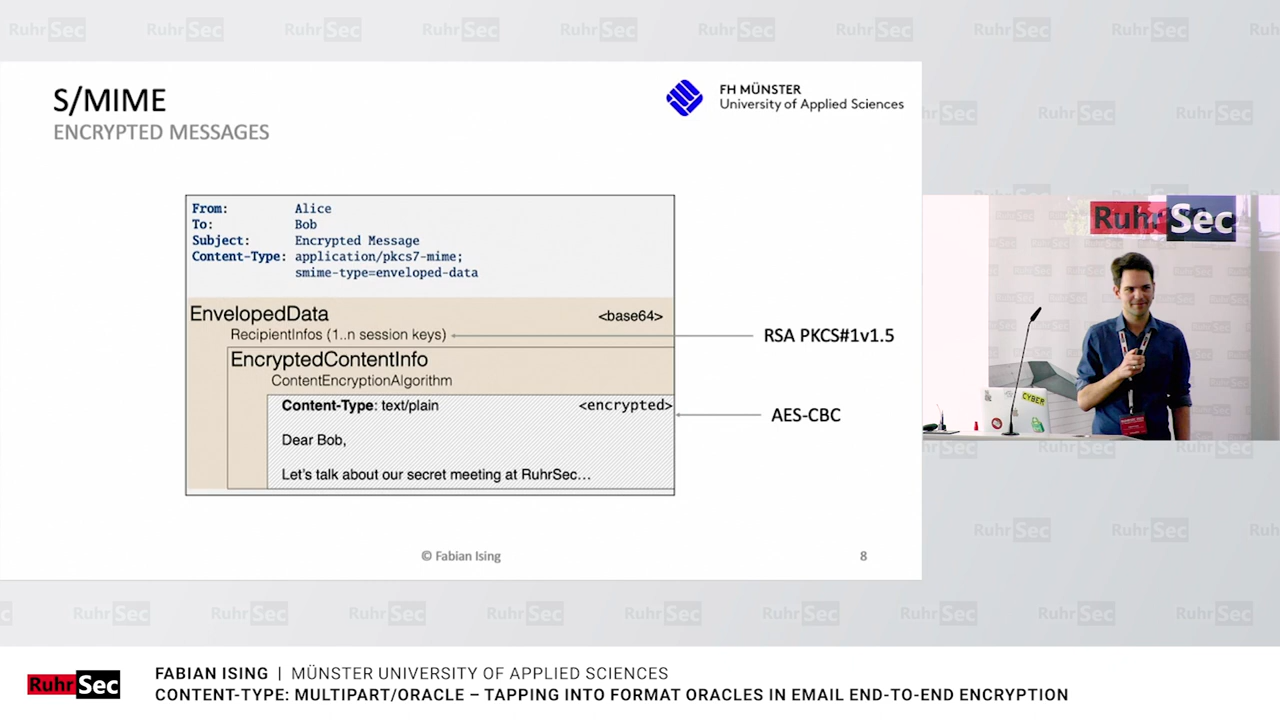 S/MIME
ENCRYPTED MESSAGES
FH MÜNSTER
University of Applied Sciences
From: Alice
To: Bob
Subject: Encrypted Message
Content-Type: application/pkcs7-mime;
smime-type=enveloped-data
EnvelopedData <base64>
RecipientInfos (1..n session keys)
RSA PKCS#1v1.5
EncryptedContentInfo
ContentEncryptionAlgorithm
Content-Type: text/plain <encrypted>
AES-CBC
Dear Bob,
Let's talk about our secret meeting at RuhrSec...
© Fabian Ising
8
RuhrSec
CYBER
RuhrSec
FABIAN ISING | MÜNSTER UNIVERSITY OF APPLIED SCIENCES
CONTENT-TYPE: MULTIPART/ORACLE – TAPPING INTO FORMAT ORACLES IN EMAIL END-TO-END ENCRYPTION